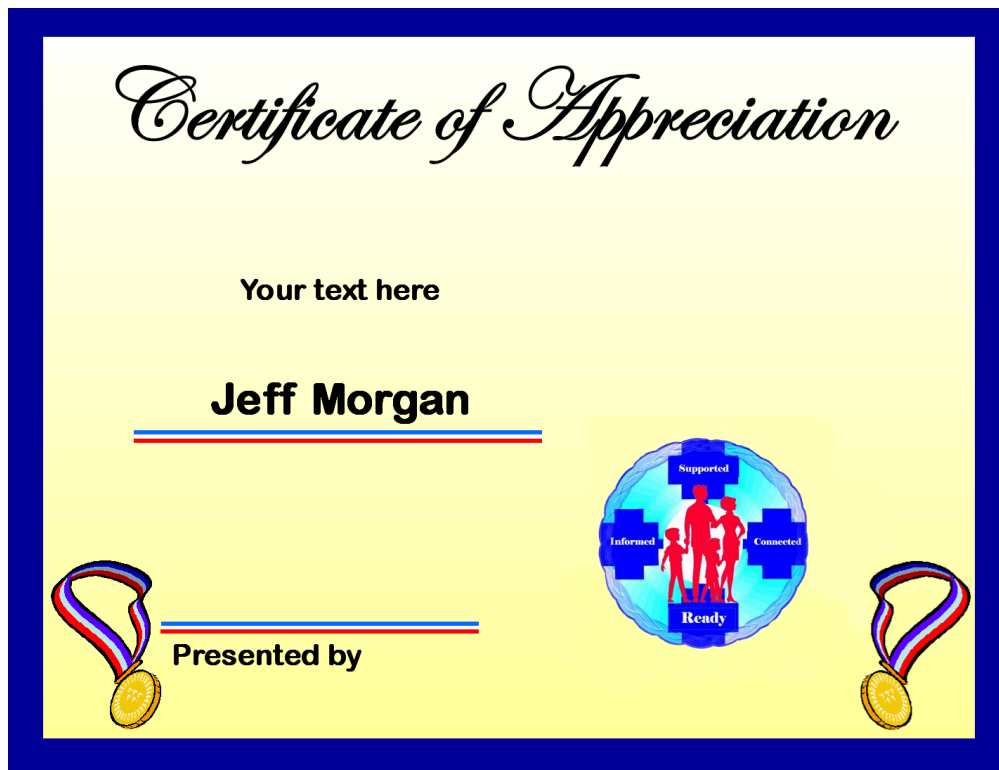 Certificate of Appreciation
Your text here
Jeff Morgan
Supported
Informed
Connected
Ready
Presented by